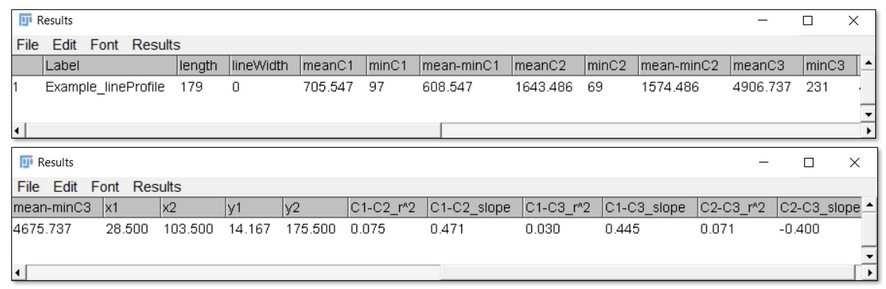 Results
File Edit Font Results
Label length lineWidth meanC1 minC1 mean-minC1 meanC2 minC2 mean-minC2 meanC3 minC3
1 Example_lineProfile 179 0 705.547 97 608.547 1643.486 69 1574.486 4906.737 231
Results
File Edit Font Results
mean-minC3 x1 x2 y1 y2 C1-C2_r^2 C1-C2_slope C1-C3_r^2 C1-C3_slope C2-C3_r^2 C2-C3_slope
4675.737 28.500 103.500 14.167 175.500 0.075 0.471 0.030 0.445 0.071 -0.400